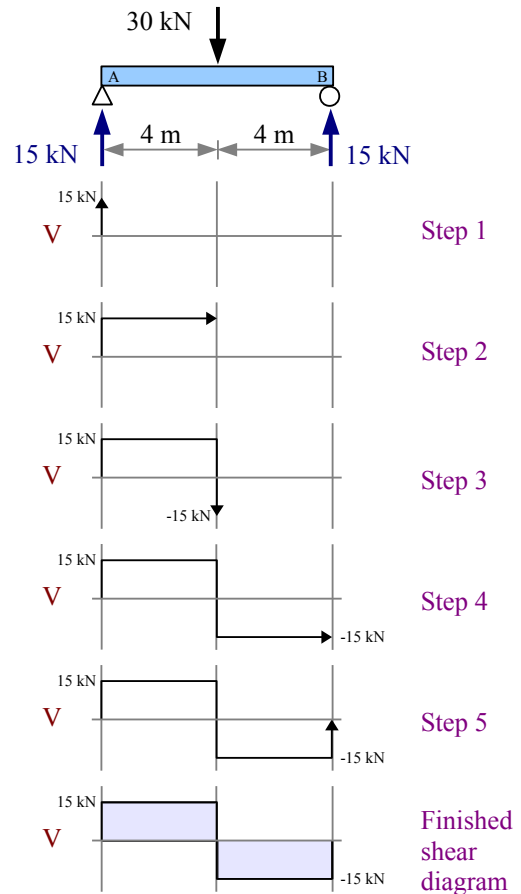 30 kN
A B
15 kN 4 m 4 m 15 kN
15 kN
V Step 1
15 kN
V Step 2
15 kN
V Step 3
-15 kN
15 kN
V Step 4
-15 kN
15 kN
V Step 5
-15 kN
15 kN
V Finished
shear
-15 kN diagram